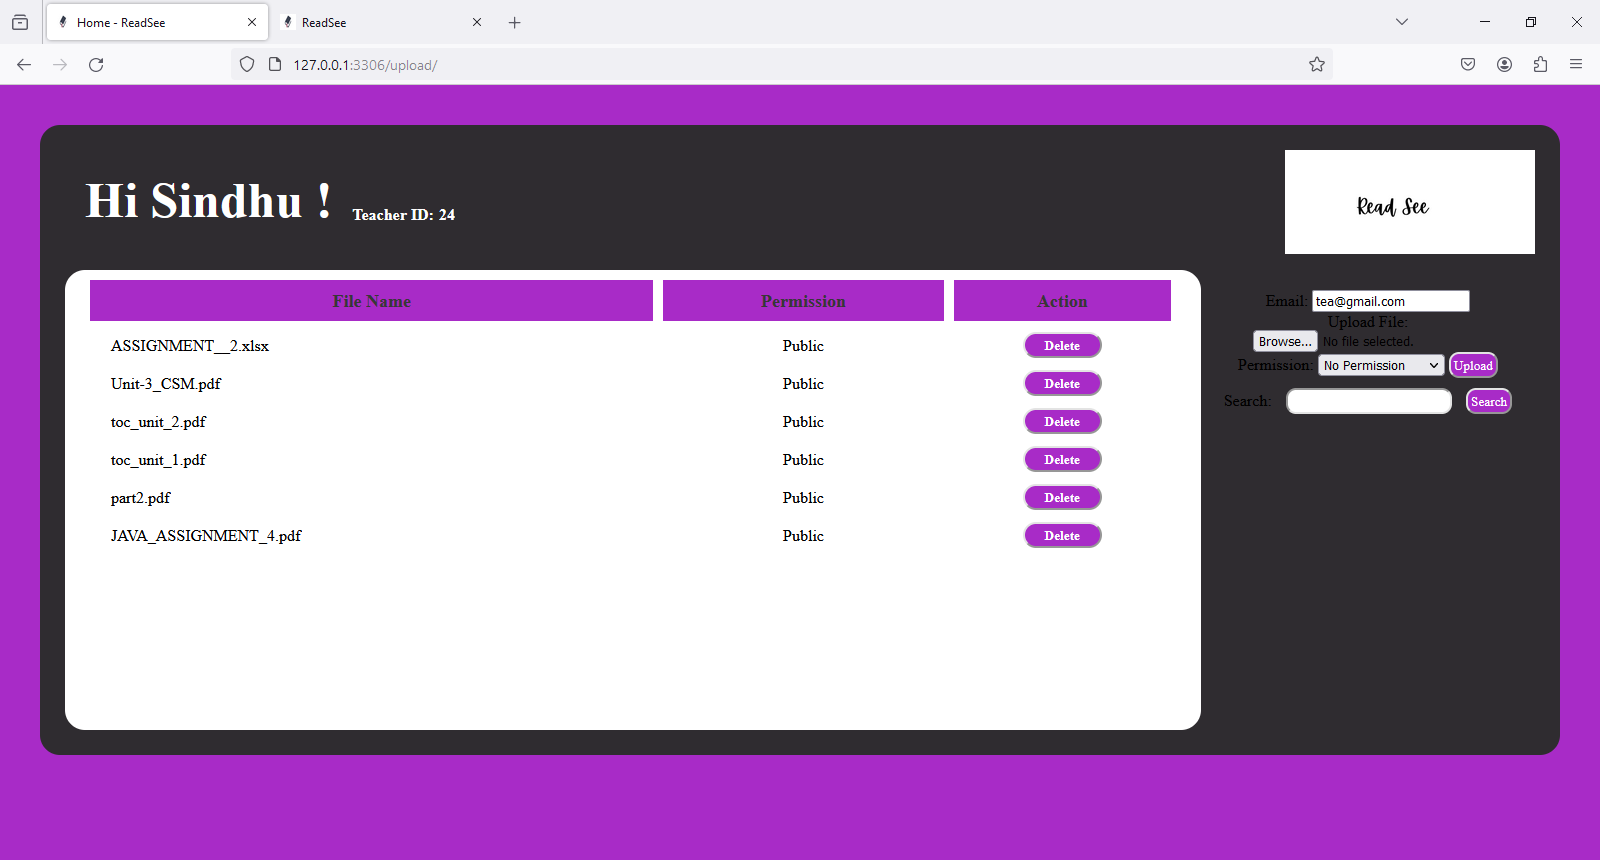 Home - ReadSee
ReadSee
127.0.0.1:3306/upload/
Hi Sindhu !
Teacher ID: 24
Read See
File Name Permission Action
ASSIGNMENT__2.xlsx Public Delete
Unit-3_CSM.pdf Public Delete
toc_unit_2.pdf Public Delete
toc_unit_1.pdf Public Delete
part2.pdf Public Delete
JAVA_ASSIGNMENT_4.pdf Public Delete
Email: tea@gmail.com
Upload File:
Browse... No file selected.
Permission: No Permission Upload
Search: Search